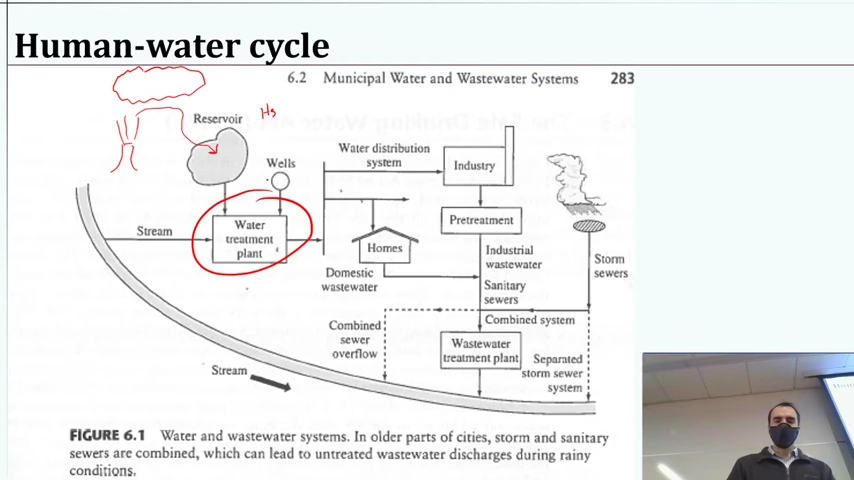 Human-water cycle
6.2 Municipal Water and Wastewater Systems 283
Reservoir
Hg
Wells
Water distribution
system
Industry
Stream
Water
treatment
plant
Homes
Pretreatment
Domestic
wastewater
Industrial
wastewater
Sanitary
sewers
Storm
sewers
Combined system
Combined
sewer
overflow
Wastewater
treatment plant
Separated
storm sewer
system
Stream
FIGURE 6.1 Water and wastewater systems. In older parts of cities, storm and sanitary
sewers are combined, which can lead to untreated wastewater discharges during rainy
conditions.